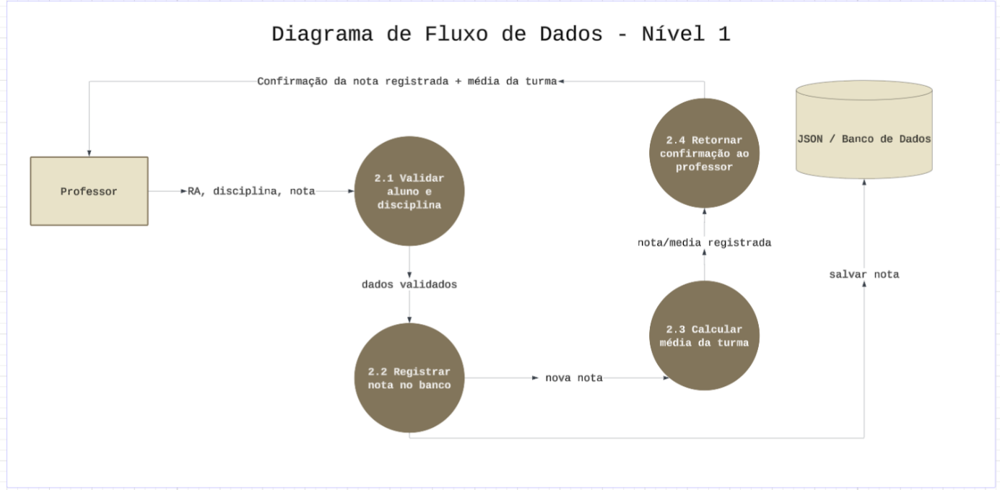 Diagrama de Fluxo de Dados - Nível 1
Confirmação da nota registrada + média da turma
JSON / Banco de Dados
2.4 Retornar
confirmação ao
professor
Professor
RA, disciplina, nota
2.1 Validar
aluno e
disciplina
nota/media registrada
salvar nota
dados validados
2.3 Calcular
média da turma
2.2 Registrar
nota no banco
nova nota